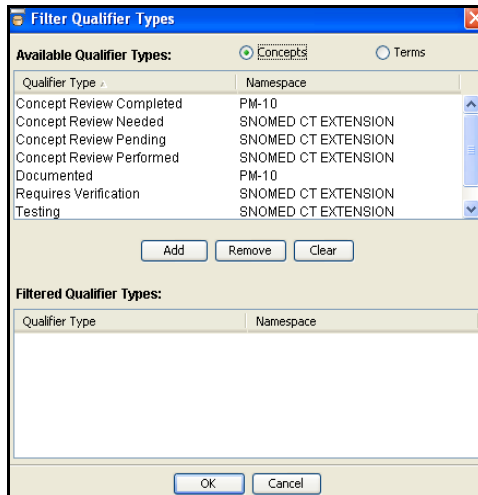 Filter Qualifier Types
Available Qualifier Types: Concepts Terms
Qualifier Type Namespace
Concept Review Completed PM-10
Concept Review Needed SNOMED CT EXTENSION
Concept Review Pending SNOMED CT EXTENSION
Concept Review Performed SNOMED CT EXTENSION
Documented PM-10
Requires Verification SNOMED CT EXTENSION
Testing SNOMED CT EXTENSION
Add Remove Clear
Filtered Qualifier Types:
Qualifier Type Namespace
OK Cancel